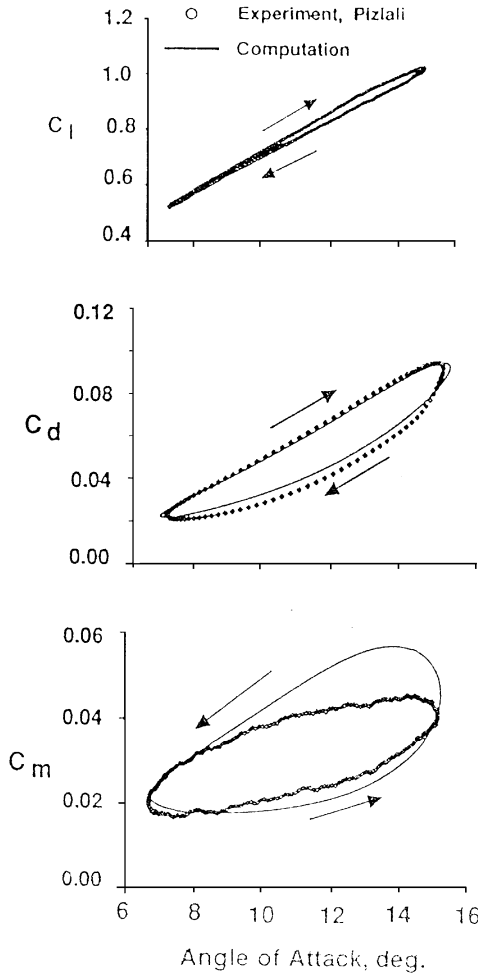 Experiment, Pizlali
Computation
1.2
1.0
0.8
0.6
0.4
C l
0.12
0.08
0.04
0.00
C d
0.06
0.04
0.02
0.00
C m
6 8 10 12 14 16
Angle of Attack, deg.